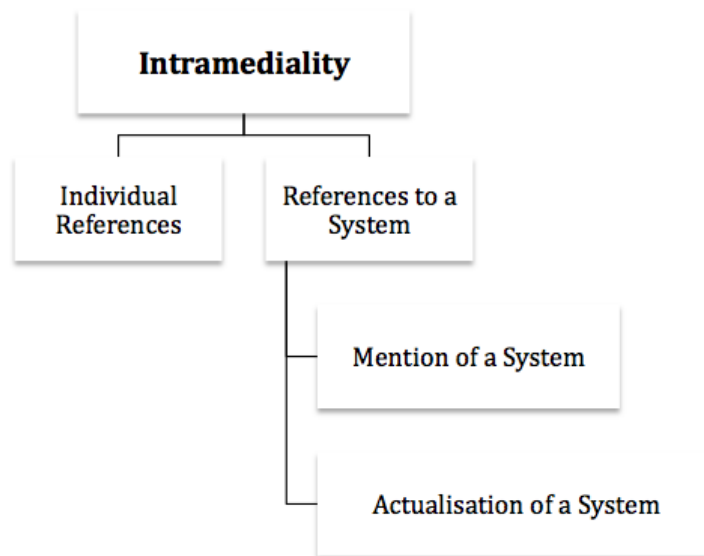 Intramediality
Individual
References
References to a
System
Mention of a System
Actualisation of a System